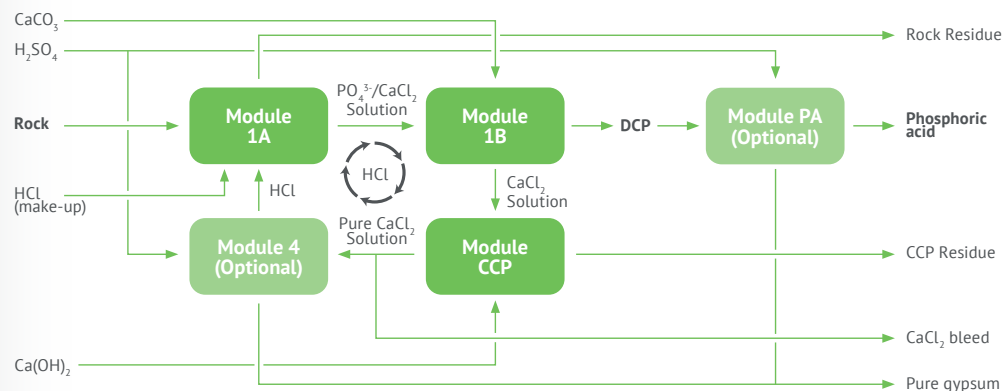 CaCO₃
H₂SO₄
Rock Residue
PO₄³⁻/CaCl₂
Solution
Module
1A
Module
1B
Module PA
(Optional)
Rock
DCP
Phosphoric
acid
HCl
HCl
(make-up)
HCl
CaCl₂
Solution
Pure CaCl₂
Solution
Module 4
(Optional)
Module
CCP
CCP Residue
CaCl₂ bleed
Ca(OH)₂
Pure gypsum